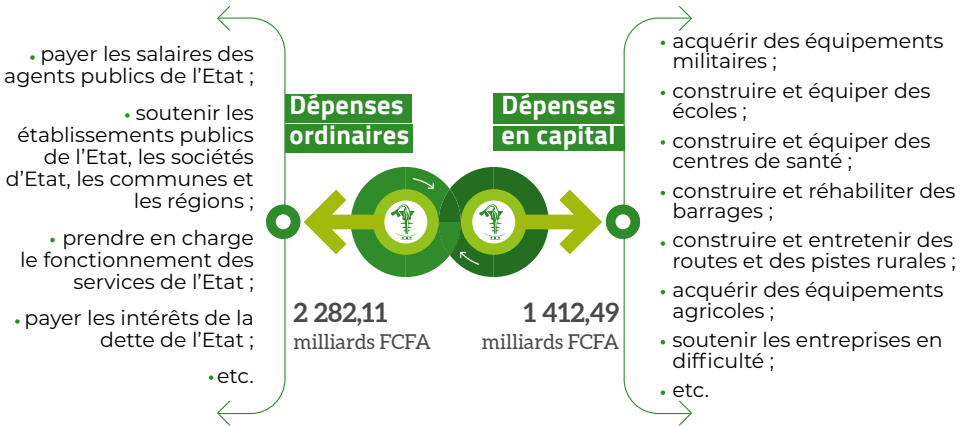 • payer les salaires des
agents publics de l’Etat ;
• soutenir les
établissements publics
de l’Etat, les sociétés
d’Etat, les communes et
les régions ;
• prendre en charge
le fonctionnement des
services de l’Etat ;
• payer les intérêts de la
dette de l’Etat ;
• etc.
Dépenses
ordinaires
2 282,11
milliards FCFA
Dépenses
en capital
1 412,49
milliards FCFA
• acquérir des équipements
militaires ;
• construire et équiper des
écoles ;
• construire et équiper des
centres de santé ;
• construire et réhabiliter des
barrages ;
• construire et entretenir des
routes et des pistes rurales ;
• acquérir des équipements
agricoles ;
• soutenir les entreprises en
difficulté ;
• etc.